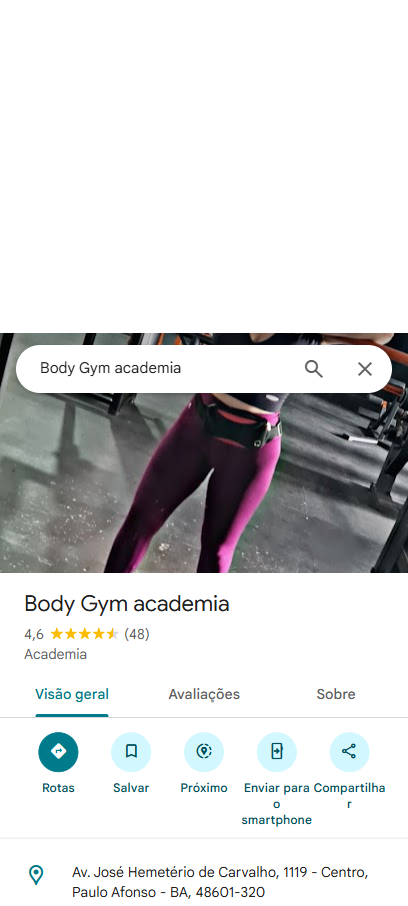 Body Gym academia
Body Gym academia
4,6 (48)
Academia
Visão geral Avaliações Sobre
Rotas Salvar Próximo Enviar para o smartphone Compartilhar
Av. José Hemetério de Carvalho, 1119 - Centro,
Paulo Afonso - BA, 48601-320